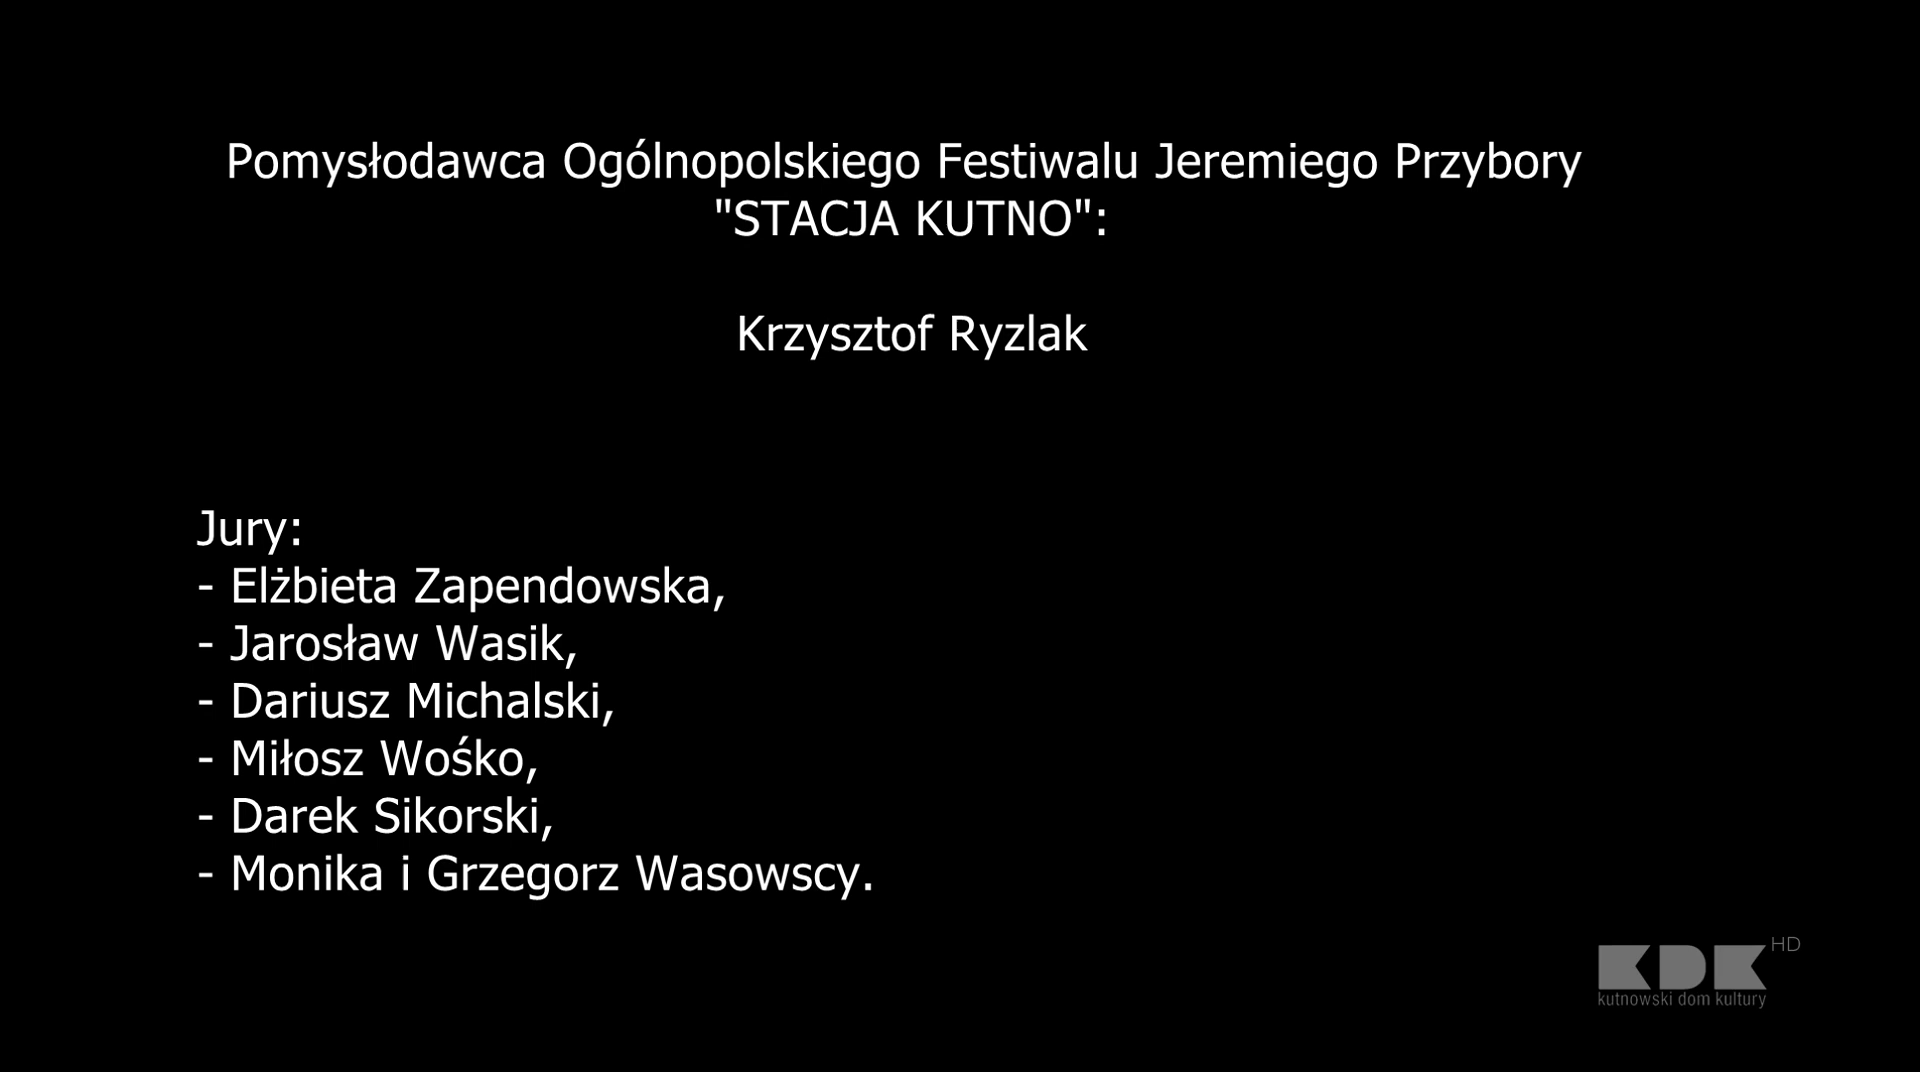 Pomysłodawca Ogólnopolskiego Festiwalu Jeremiego Przybory
"STACJA KUTNO":
Krzysztof Ryzlak
Jury:
- Elżbieta Zapendowska,
- Jarosław Wasik,
- Dariusz Michalski,
- Miłosz Wośko,
- Darek Sikorski,
- Monika i Grzegorz Wasowscy.
KDK HD
kutnowski dom kultury